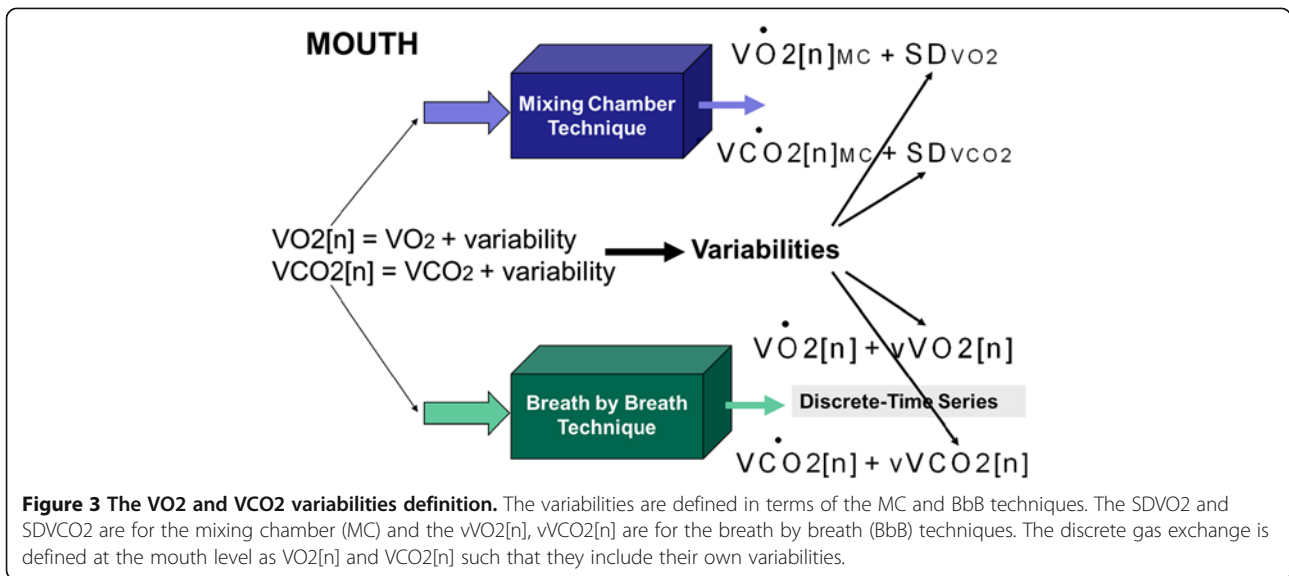 MOUTH
Mixing Chamber
Technique
V̇O2[n]MC + SDVO2
V̇CO2[n]MC + SDVCO2
VO2[n] = VO2 + variability
VCO2[n] = VCO2 + variability
Variabilities
Breath by Breath
Technique
V̇O2[n] + vVO2[n]
Discrete-Time Series
V̇CO2[n] + vVCO2[n]
Figure 3 The VO2 and VCO2 variabilities definition. The variabilities are defined in terms of the MC and BbB techniques. The SDVO2 and
SDVCO2 are for the mixing chamber (MC) and the vVO2[n], vVCO2[n] are for the breath by breath (BbB) techniques. The discrete gas exchange is
defined at the mouth level as VO2[n] and VCO2[n] such that they include their own variabilities.